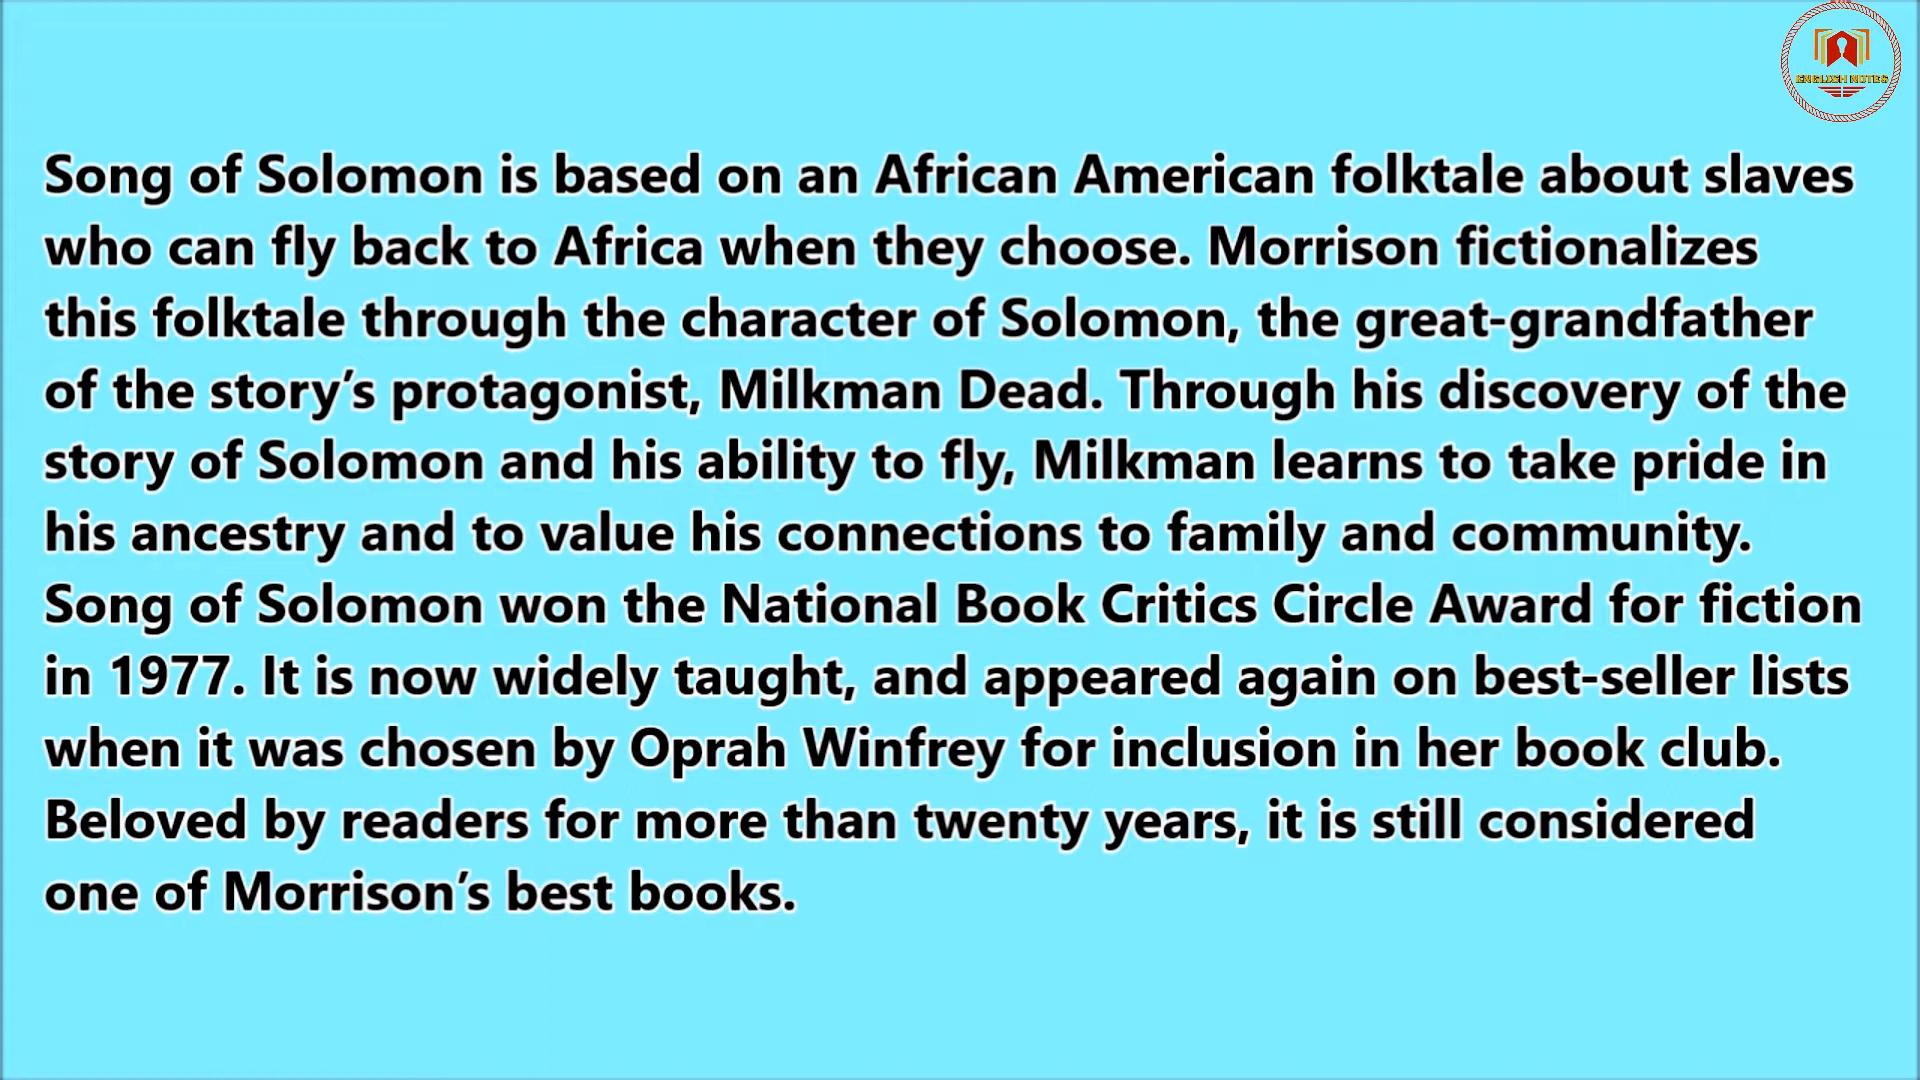 ENGLISH NOTES
Song of Solomon is based on an African American folktale about slaves
who can fly back to Africa when they choose. Morrison fictionalizes
this folktale through the character of Solomon, the great-grandfather
of the story’s protagonist, Milkman Dead. Through his discovery of the
story of Solomon and his ability to fly, Milkman learns to take pride in
his ancestry and to value his connections to family and community.
Song of Solomon won the National Book Critics Circle Award for fiction
in 1977. It is now widely taught, and appeared again on best-seller lists
when it was chosen by Oprah Winfrey for inclusion in her book club.
Beloved by readers for more than twenty years, it is still considered
one of Morrison’s best books.